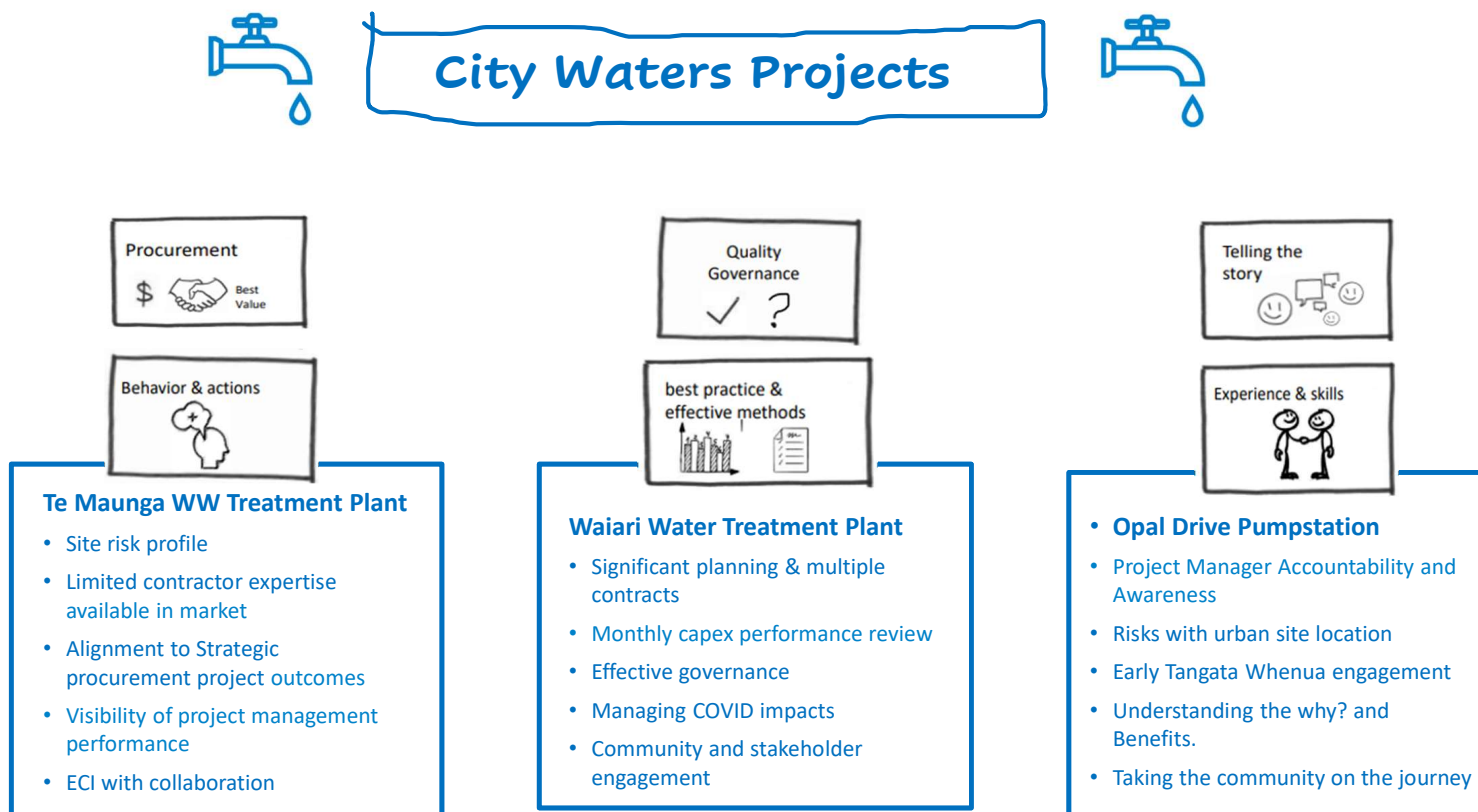 City Waters Projects
Procurement
$
Best
Value
Behavior & actions
+
Te Maunga WW Treatment Plant
• Site risk profile
• Limited contractor expertise
available in market
• Alignment to Strategic
procurement project outcomes
• Visibility of project management
performance
• ECI with collaboration
Quality
Governance
?
best practice &
effective methods
Waiari Water Treatment Plant
• Significant planning & multiple
contracts
• Monthly capex performance review
• Effective governance
• Managing COVID impacts
• Community and stakeholder
engagement
Telling the
story
Experience & skills
• Opal Drive Pumpstation
• Project Manager Accountability and
Awareness
• Risks with urban site location
• Early Tangata Whenua engagement
• Understanding the why? and
Benefits.
• Taking the community on the journey